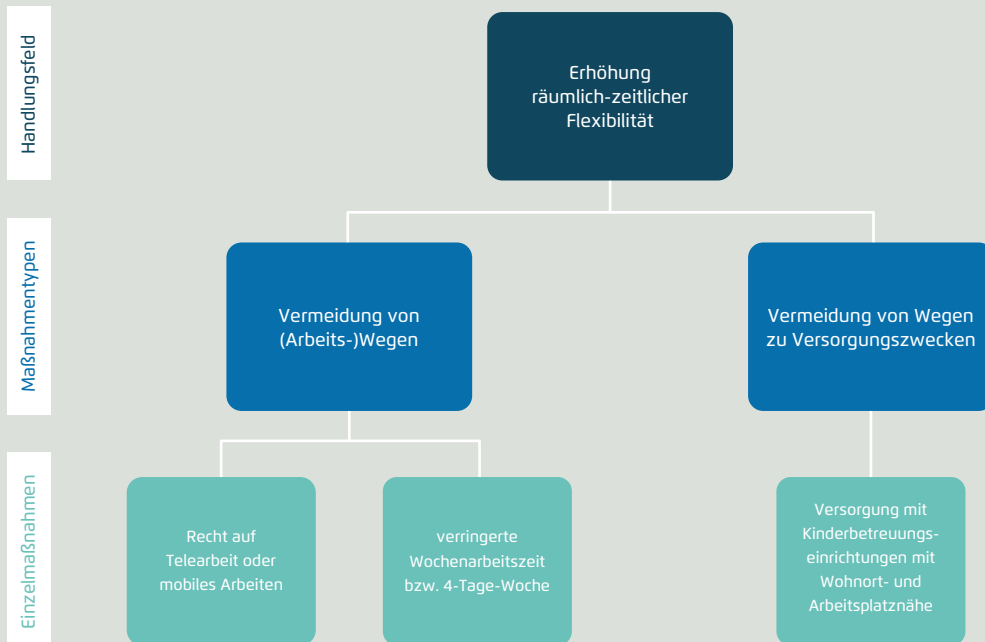 Handlungsfeld
Erhöhung
räumlich-zeitlicher
Flexibilität
Maßnahmentypen
Vermeidung von
(Arbeits-)Wegen
Vermeidung von Wegen
zu Versorgungszwecken
Einzelmaßnahmen
Recht auf
Telearbeit oder
mobiles Arbeiten
verringerte
Wochenarbeitszeit
bzw. 4-Tage-Woche
Versorgung mit
Kinderbetreuungs-
einrichtungen mit
Wohnort- und
Arbeitsplatznähe